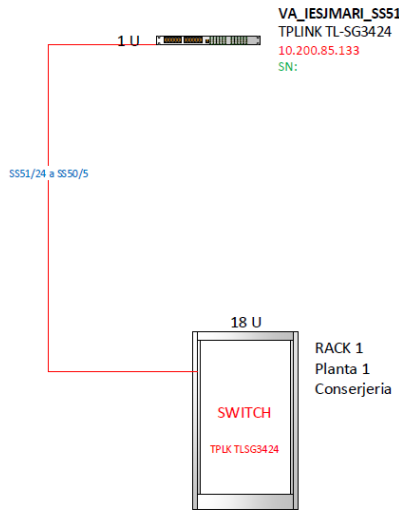 VA_IESJMARI_SS51
TPLINK TL-SG3424
10.200.85.133
SN:
1 U
SS51/24 a SS50/5
18 U
RACK 1
Planta 1
Conserjeria
SWITCH
TPLK TLSG3424